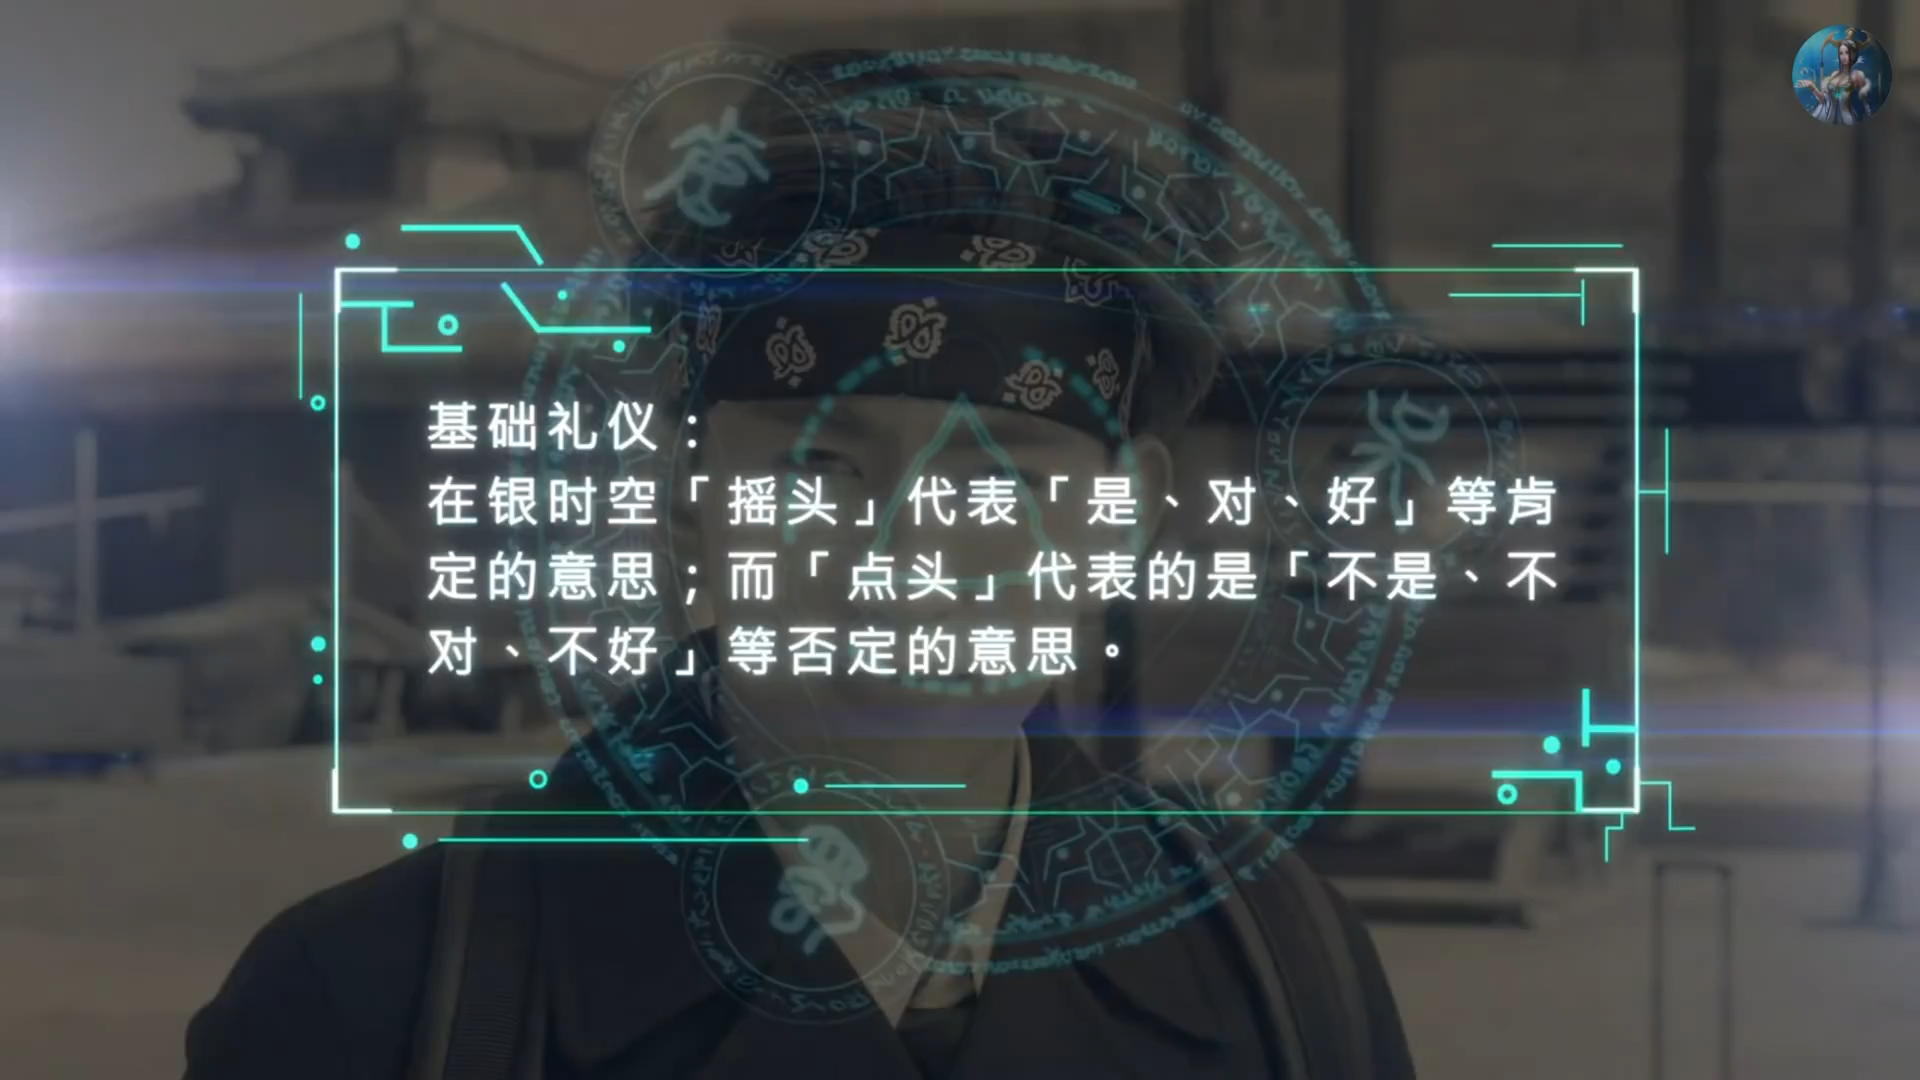 基础礼仪：
在银时空「摇头」代表「是、对、好」等肯
定的意思；而「点头」代表的是「不是、不
对、不好」等否定的意思。